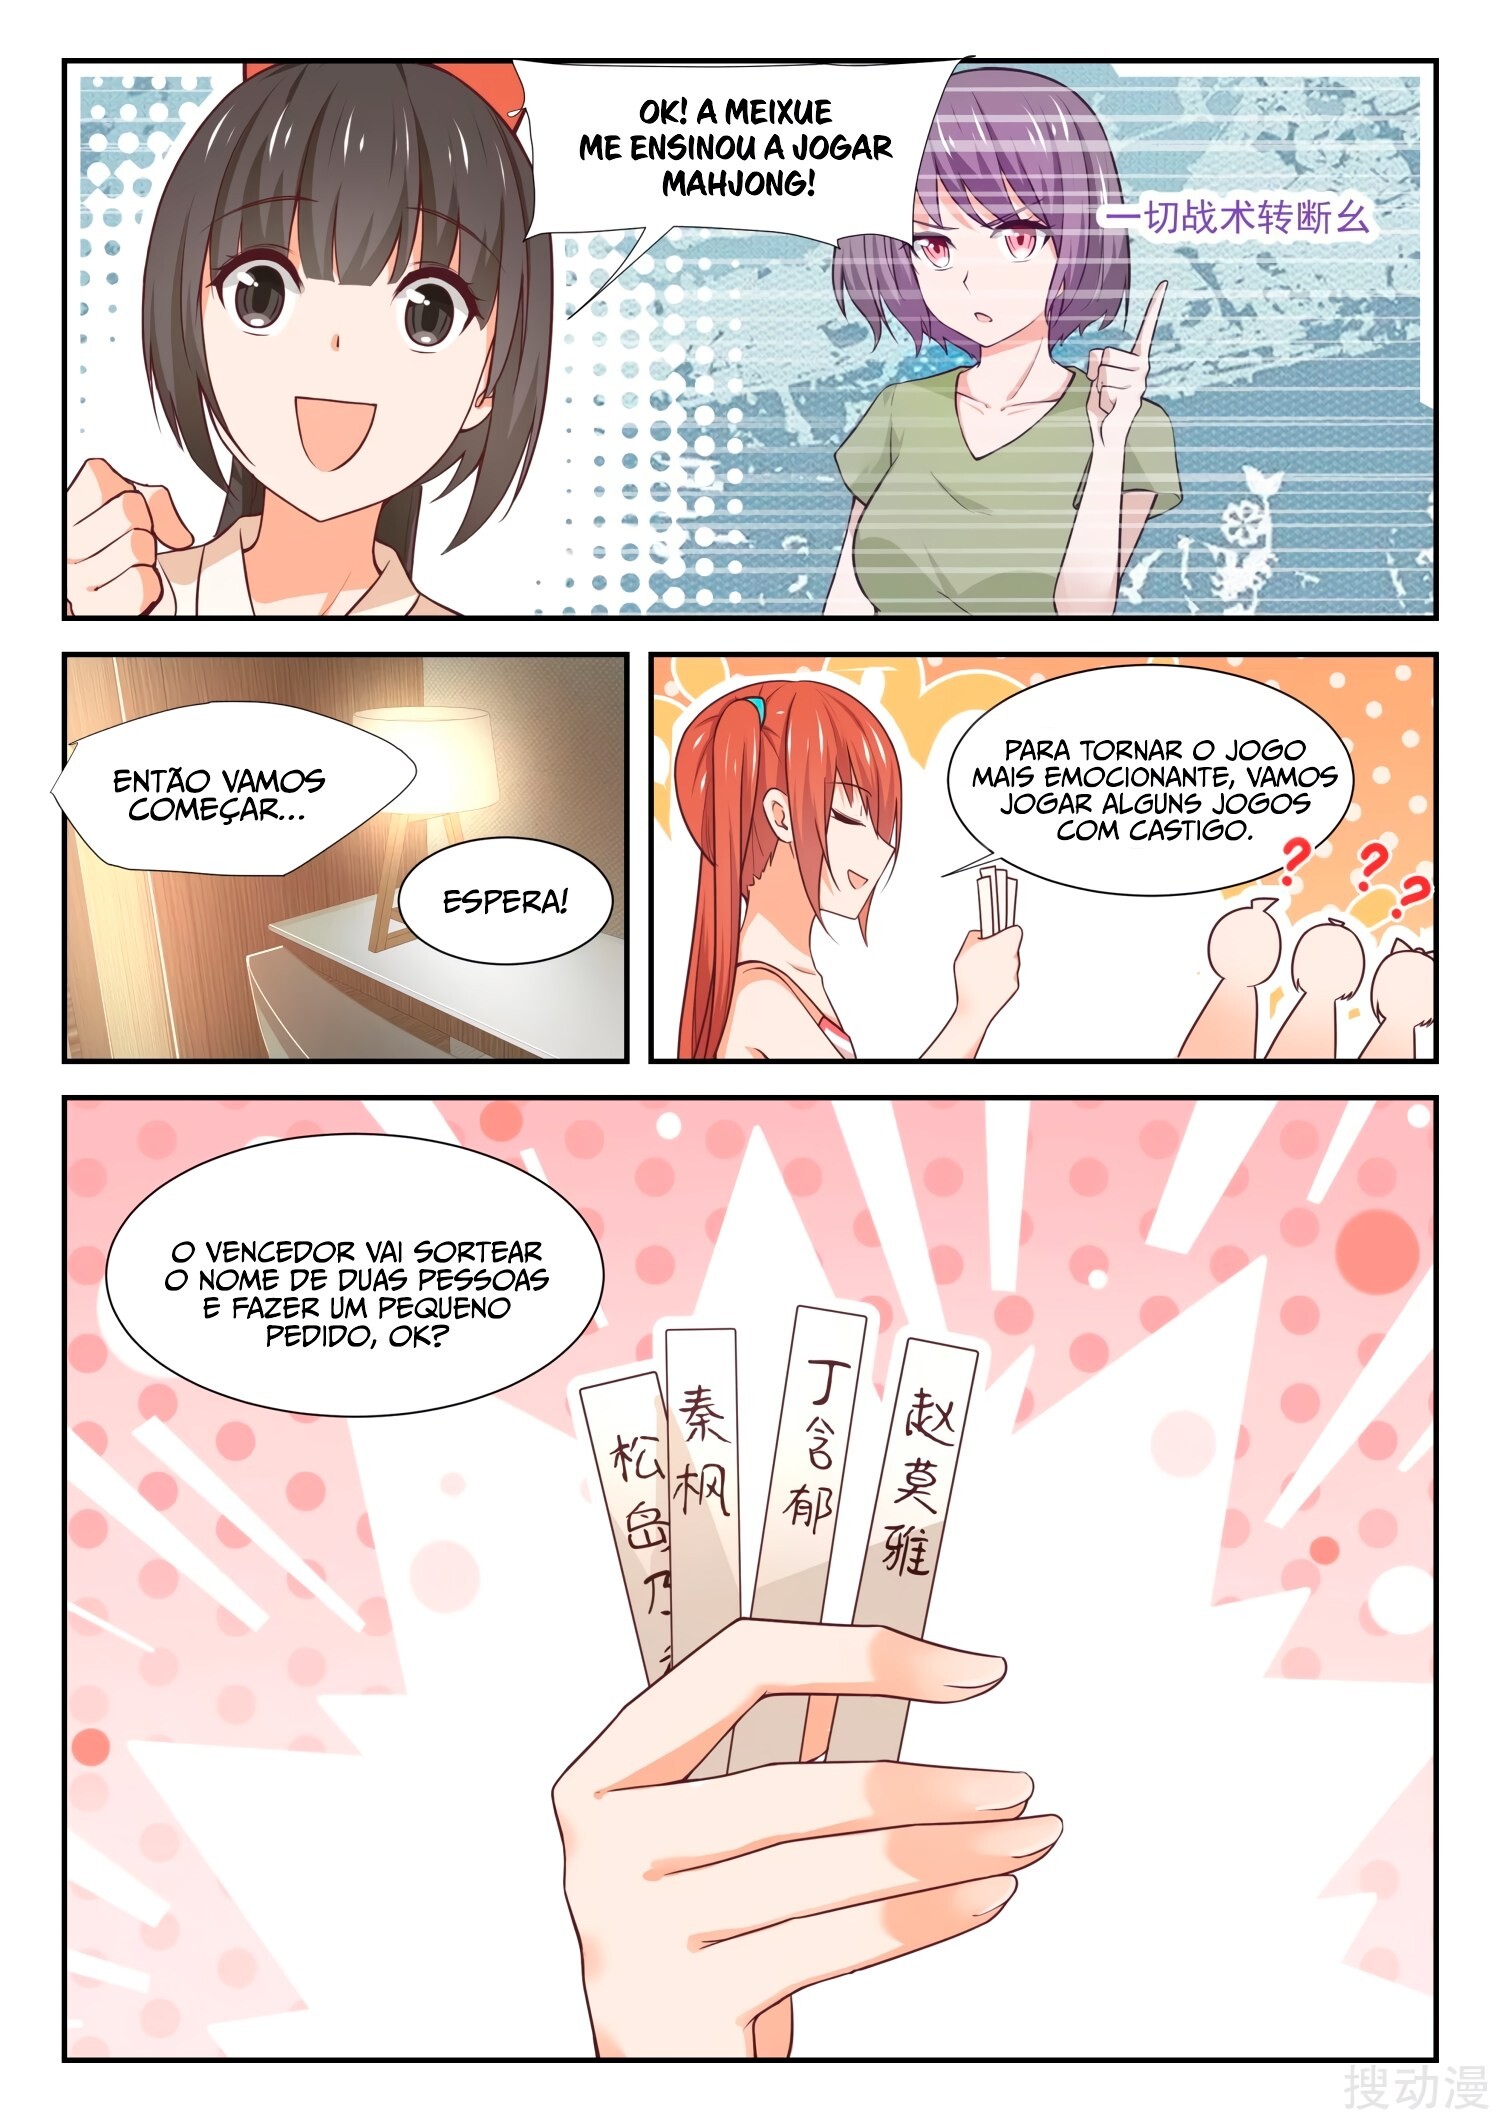 OK! A MEIXUE
ME ENSINOU A JOGAR
MAHJONG!
一切战术转断幺
ENTÃO VAMOS
COMEÇAR...
ESPERA!
PARA TORNAR O JOGO
MAIS EMOCIONANTE, VAMOS
JOGAR ALGUNS JOGOS
COM CASTIGO.
? ? ?
O VENCEDOR VAI SORTEAR
O NOME DE DUAS PESSOAS
E FAZER UM PEQUENO
PEDIDO, OK?
松岛乃
秦枫
丁含郁
赵莫雅
搜动漫